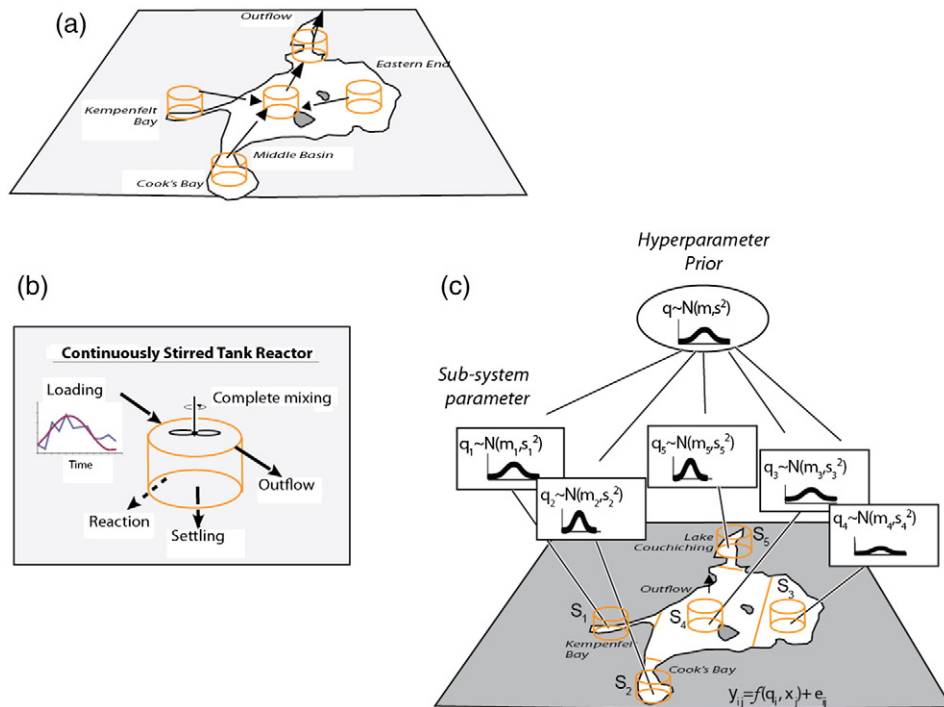 (a)
Outflow
Eastern End
Kempenfelt
Bay
Middle Basin
Cook's Bay
(b)
Continuously Stirred Tank Reactor
Loading
Complete mixing
Time
Outflow
Reaction
Settling
(c)
Hyperparameter
Prior
q~N(m,s²)
Sub-system
parameter
q₁~N(m₁,s₁²)
q₂~N(m₂,s₂²)
q₅~N(m₅,s₅²)
q₃~N(m₃,s₃²)
q₄~N(m₄,s₄²)
Lake
Couchiching
S₅
Outflow
S₃
S₁
S₄
Kempenfelt
Bay
Cook's Bay
S₂
yᵢⱼ=f(qᵢ, xⱼ)+eᵢⱼ